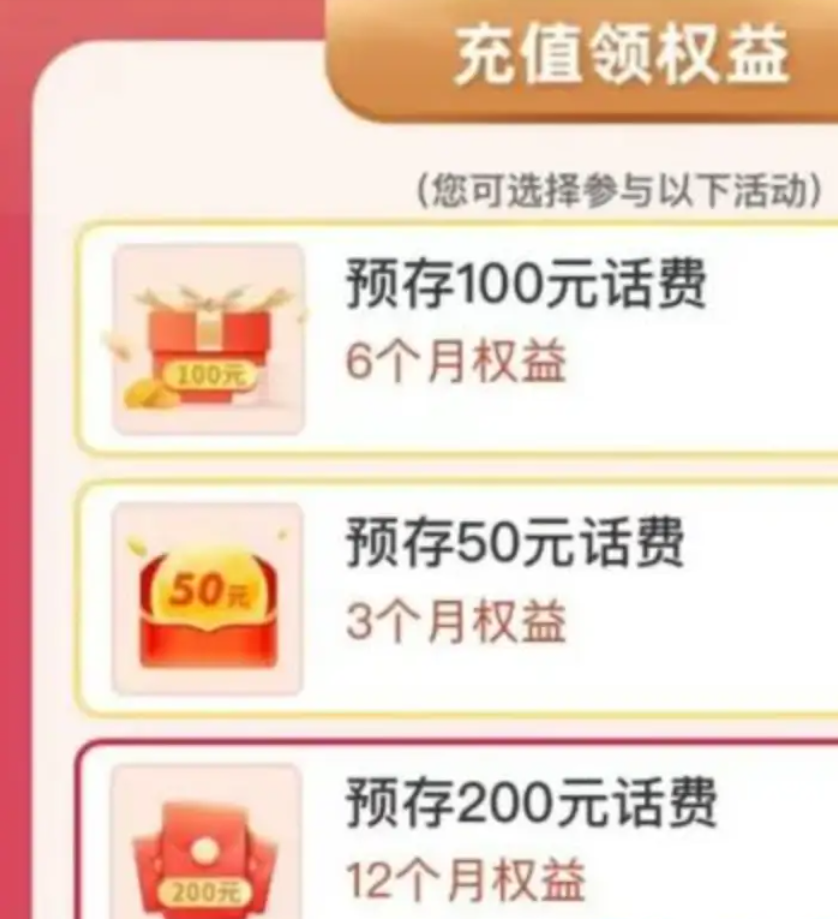 充值领权益
（您可选择参与以下活动）
100元
预存100元话费
6个月权益
50元
预存50元话费
3个月权益
200元
预存200元话费
12个月权益